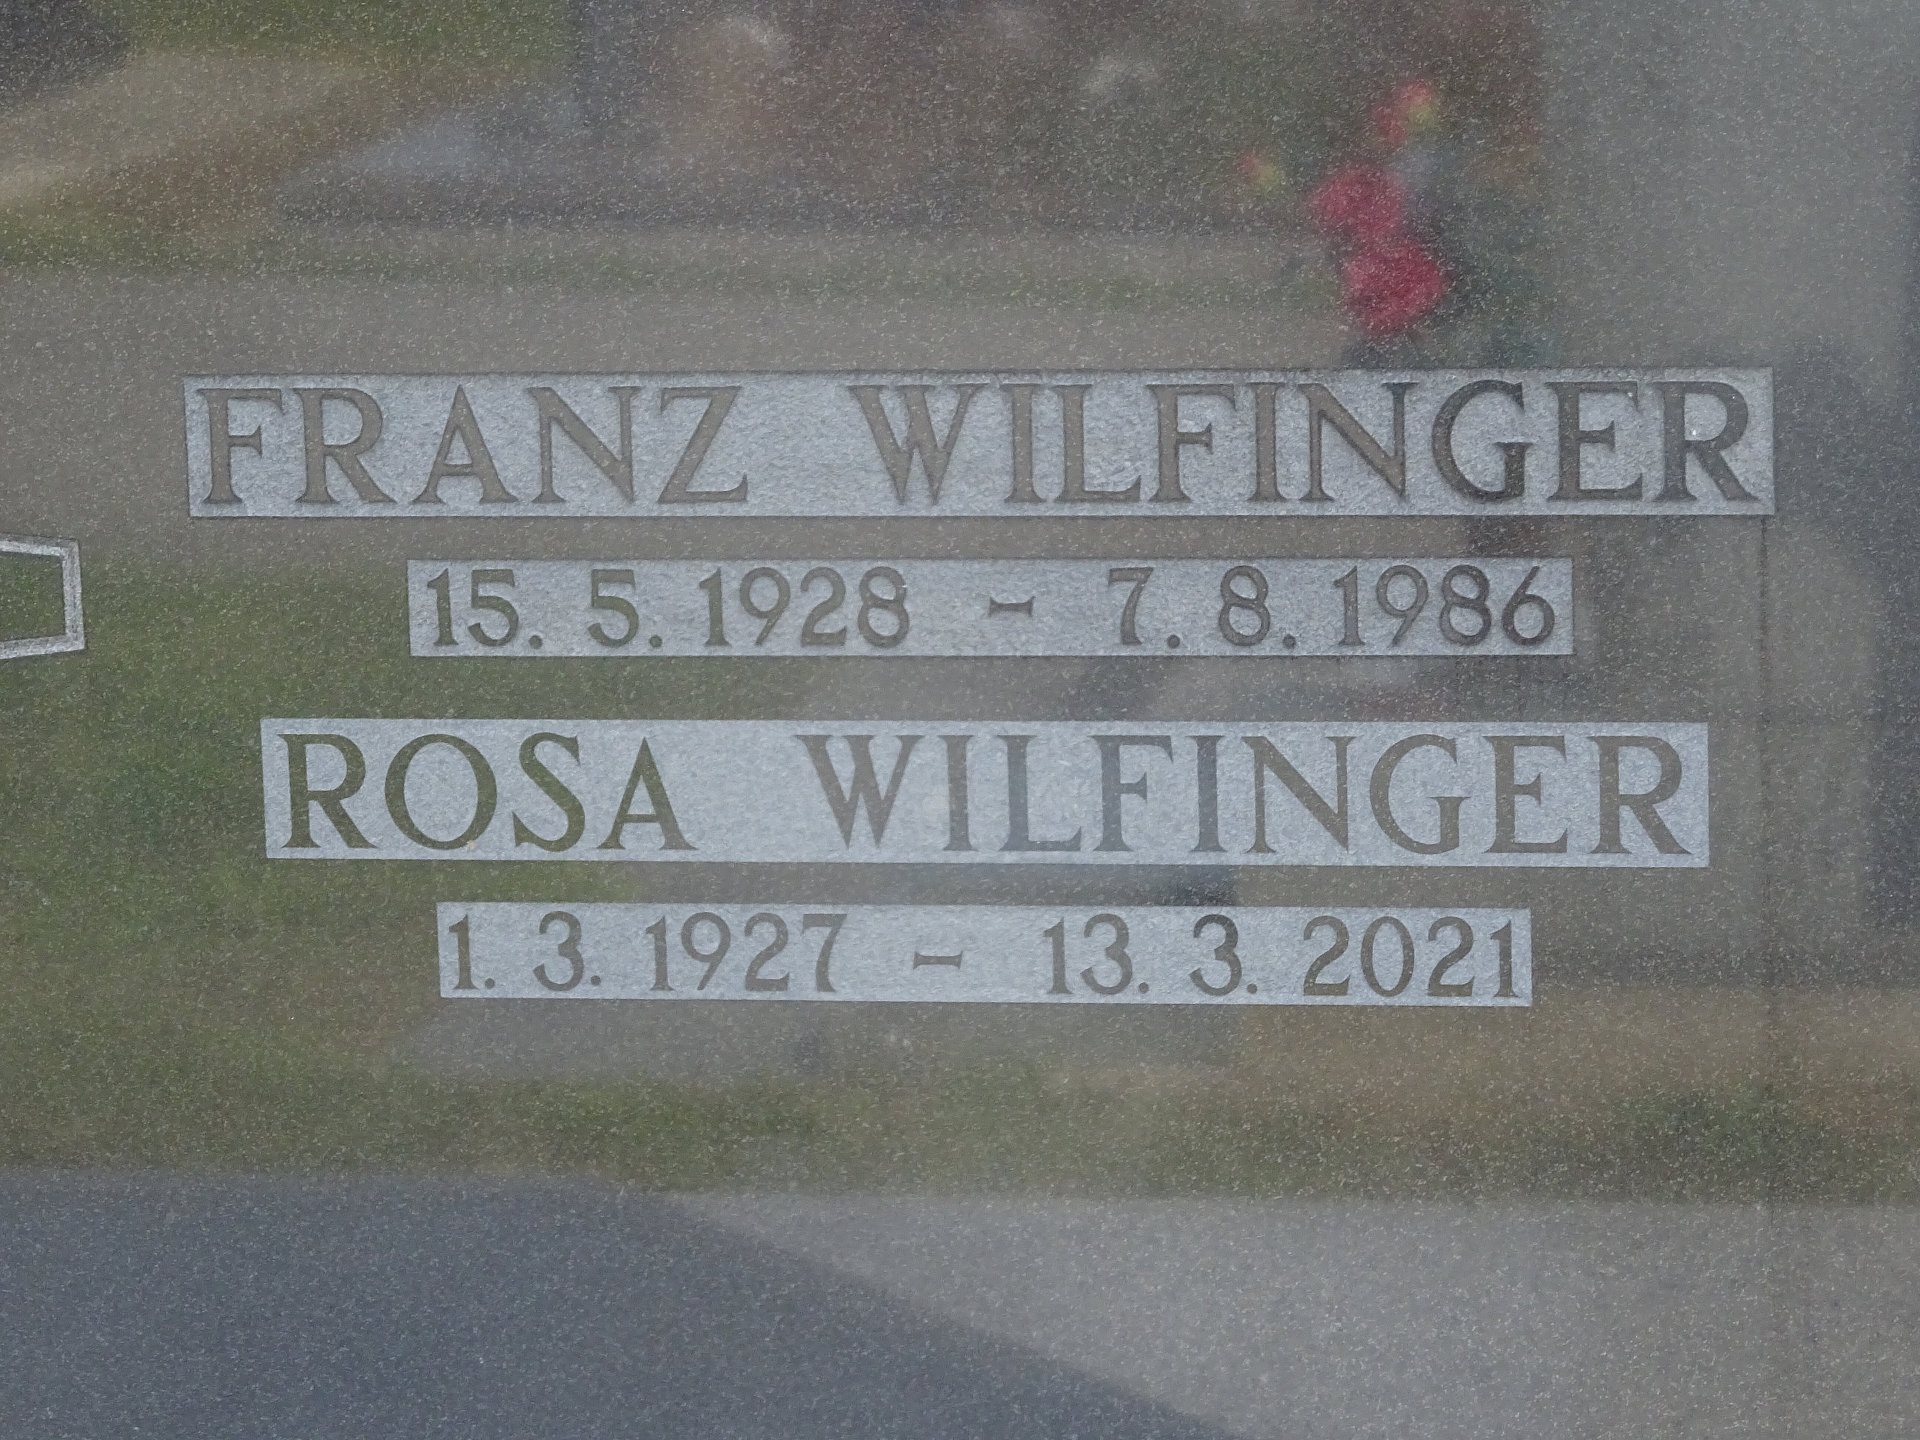 FRANZ WILFINGER
15. 5. 1928 - 7. 8. 1986
ROSA WILFINGER
1. 3. 1927 - 13. 3. 2021